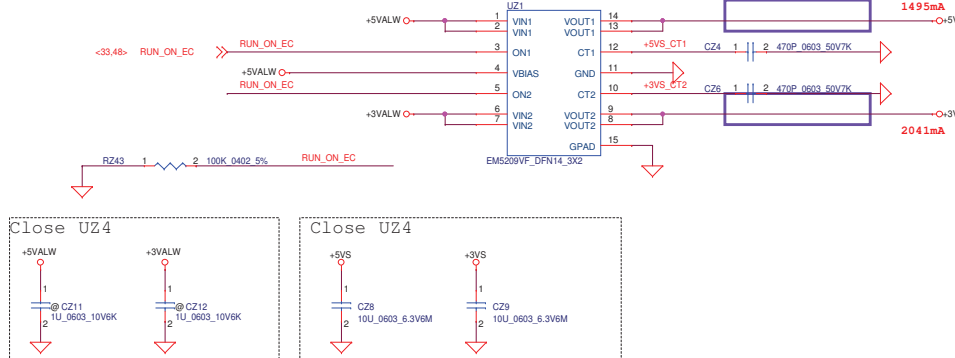 UZ1
1495mA
+5VALW 1 VIN1 VOUT1 14 +5V
2 VIN1 VOUT1 13
<33,48> RUN_ON_EC RUN_ON_EC 3 ON1 CT1 12 +5VS_CT1 CZ4 1 2 470P_0603_50V7K
+5VALW 4 VBIAS GND 11
RUN_ON_EC 5 ON2 CT2 10 +3VS_CT2 CZ6 1 2 470P_0603_50V7K
+3VALW 6 VIN2 VOUT2 9 +3V
7 VIN2 VOUT2 8
2041mA
GPAD 15
EM5209VF_DFN14_3X2
RZ43 1 2 100K_0402_5% RUN_ON_EC
Close UZ4
+5VALW +3VALW
1 1
@ CZ11 @ CZ12
1U_0603_10V6K 1U_0603_10V6K
2 2
Close UZ4
+5VS +3VS
1 1
CZ8 CZ9
10U_0603_6.3V6M 10U_0603_6.3V6M
2 2